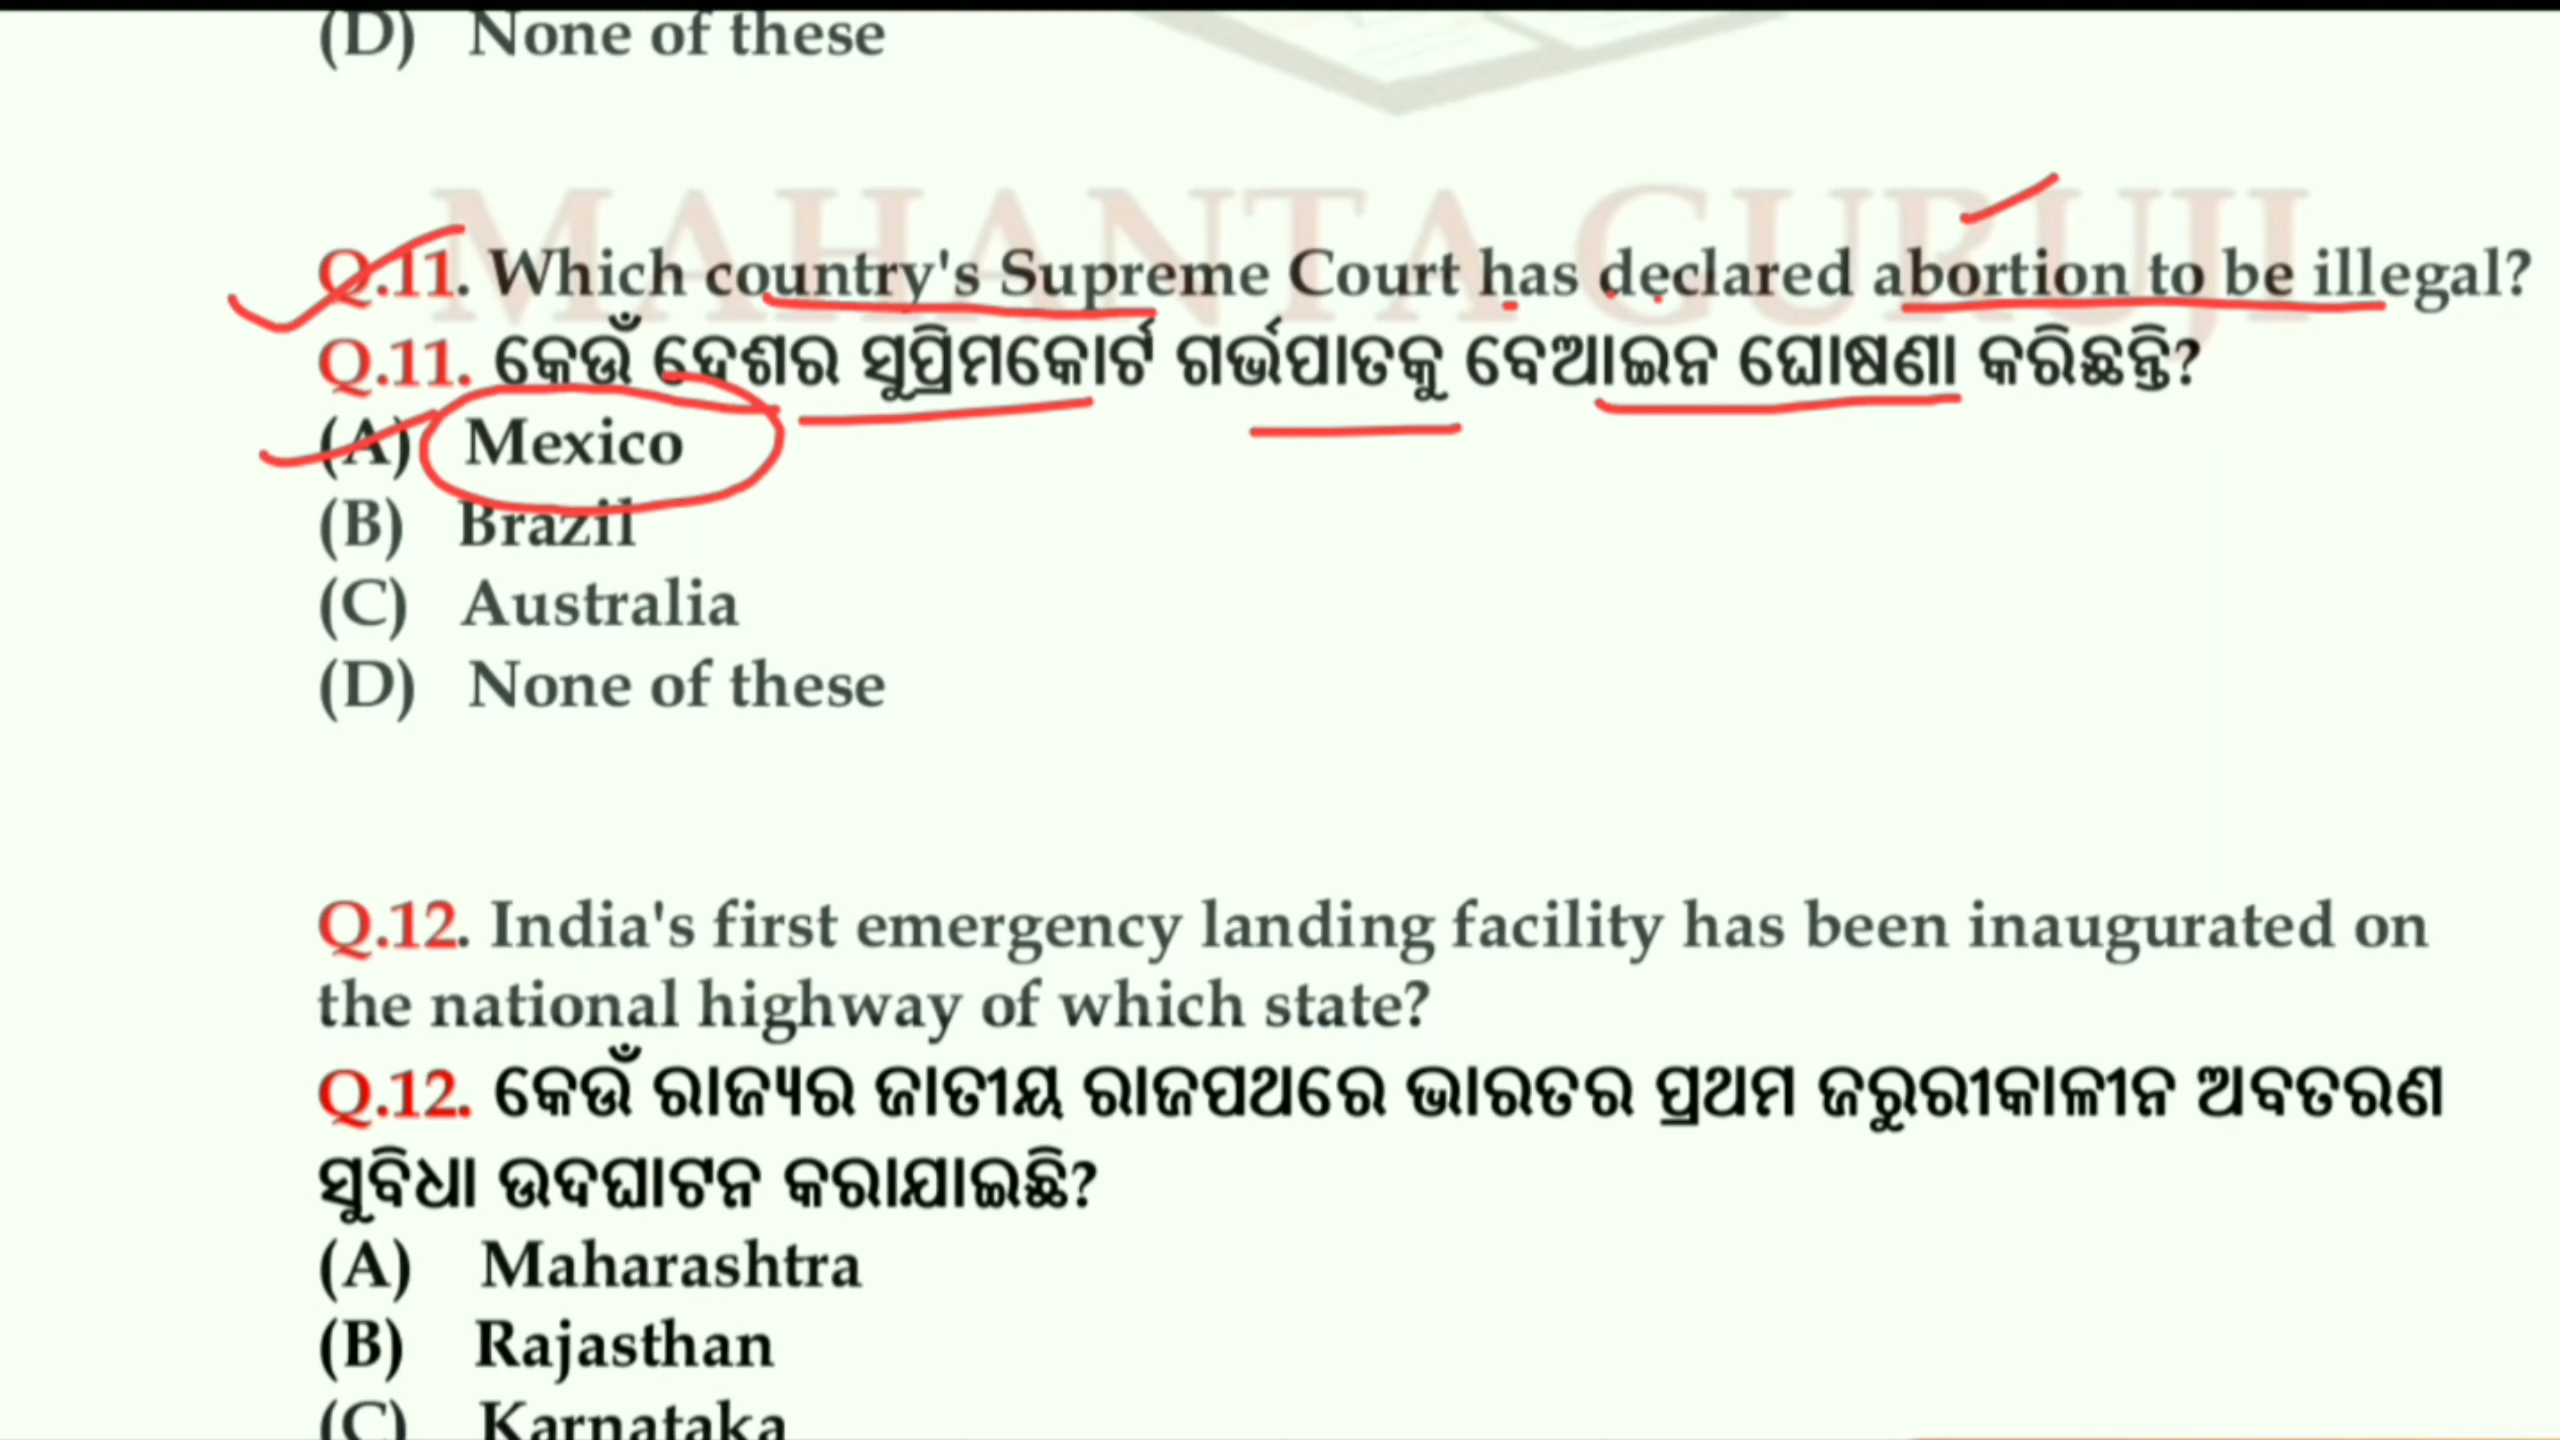 (D) None of these
MAHANTA GURUJI
Q.11. Which country's Supreme Court has declared abortion to be illegal?
Q.11. କେଉଁ ଦେଶର ସୁପ୍ରିମକୋର୍ଟ ଗର୍ଭପାତକୁ ବେଆଇନ ଘୋଷଣା କରିଛନ୍ତି?
(A) Mexico
(B) Brazil
(C) Australia
(D) None of these
Q.12. India's first emergency landing facility has been inaugurated on
the national highway of which state?
Q.12. କେଉଁ ରାଜ୍ୟର ଜାତୀୟ ରାଜପଥରେ ଭାରତର ପ୍ରଥମ ଜରୁରୀକାଳୀନ ଅବତରଣ
ସୁବିଧା ଉଦଘାଟନ କରାଯାଇଛି?
(A) Maharashtra
(B) Rajasthan
(C) Karnataka